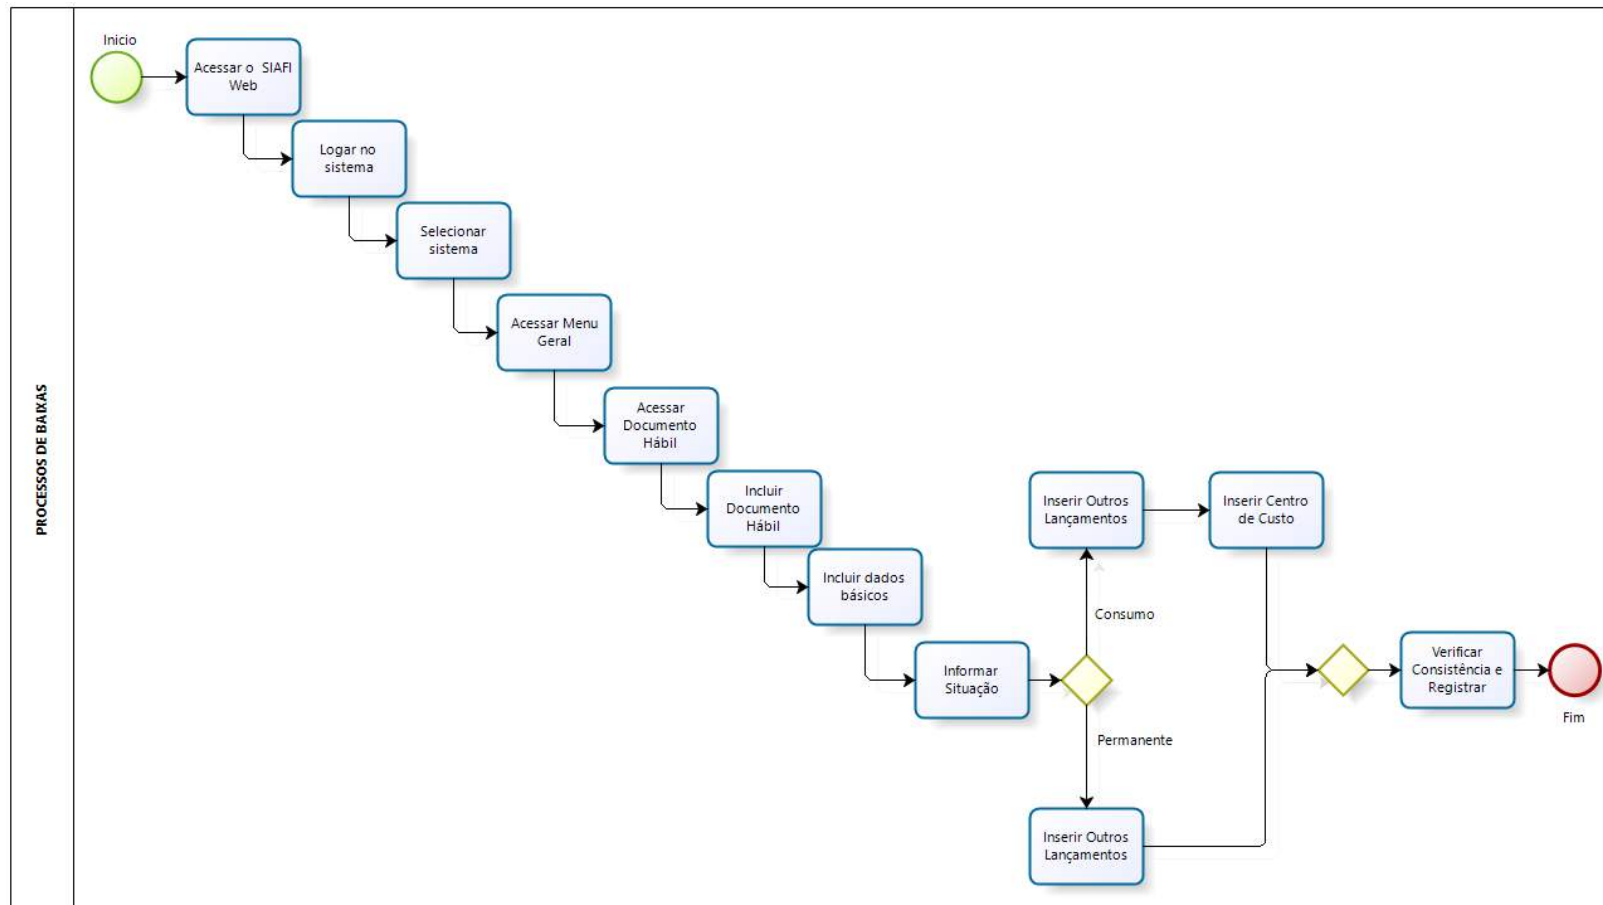 PROCESSOS DE BAIXAS
Inicio
Acessar o SIAFI
Web
Logar no
sistema
Selecionar
sistema
Acessar Menu
Geral
Acessar
Documento
Hábil
Incluir
Documento
Hábil
Incluir dados
básicos
Informar
Situação
Consumo
Inserir Outros
Lançamentos
Inserir Centro
de Custo
Permanente
Inserir Outros
Lançamentos
Verificar
Consistência e
Registrar
Fim